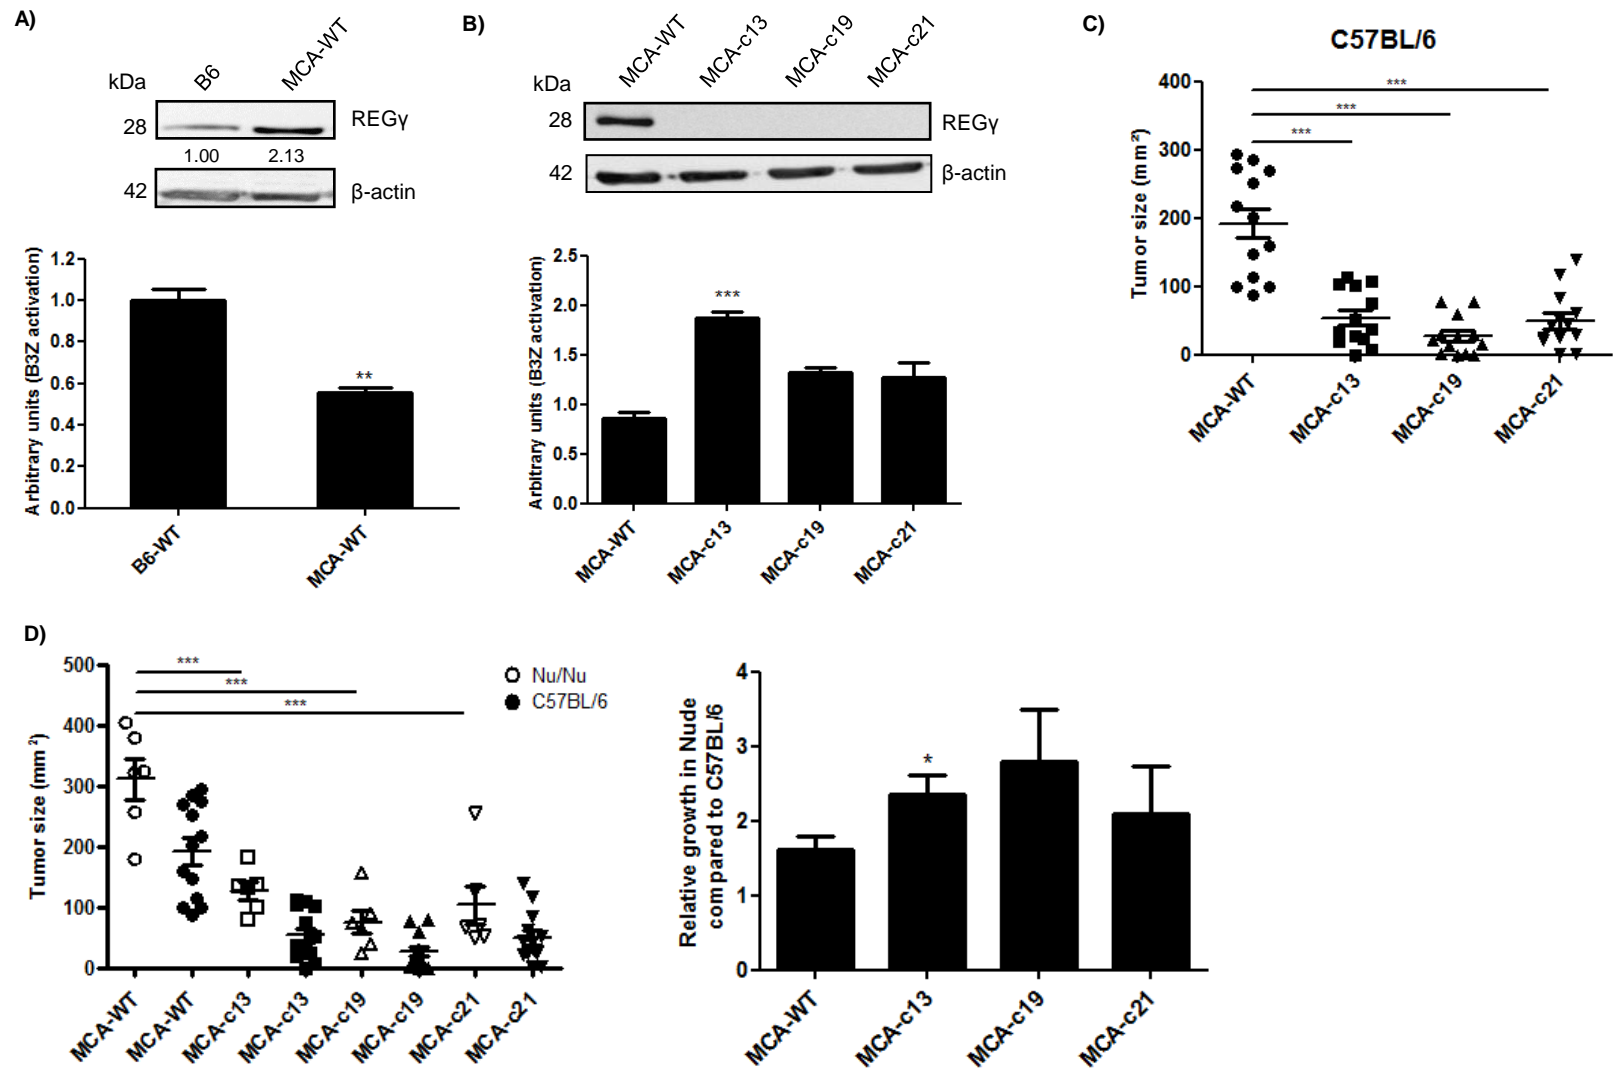 A)
kDa
B6
MCA-WT
28
REGγ
1.00 2.13
42
β-actin
Arbitrary units (B3Z activation)
1.2
1.0
0.8
0.6
0.4
0.2
0.0
**
B6-WT
MCA-WT
B)
kDa
MCA-WT
MCA-c13
MCA-c19
MCA-c21
28
REGγ
42
β-actin
Arbitrary units (B3Z activation)
2.5
2.0
1.5
1.0
0.5
0.0
***
MCA-WT
MCA-c13
MCA-c19
MCA-c21
C)
C57BL/6
Tumor size (mm²)
400
300
200
100
0
***
***
***
MCA-WT
MCA-c13
MCA-c19
MCA-c21
D)
Tumor size (mm²)
500
400
300
200
100
0
***
***
***
Nu/Nu
C57BL/6
MCA-WT
MCA-WT
MCA-c13
MCA-c13
MCA-c19
MCA-c19
MCA-c21
MCA-c21
Relative growth in Nude
compared to C57BL/6
4
3
2
1
0
*
MCA-WT
MCA-c13
MCA-c19
MCA-c21